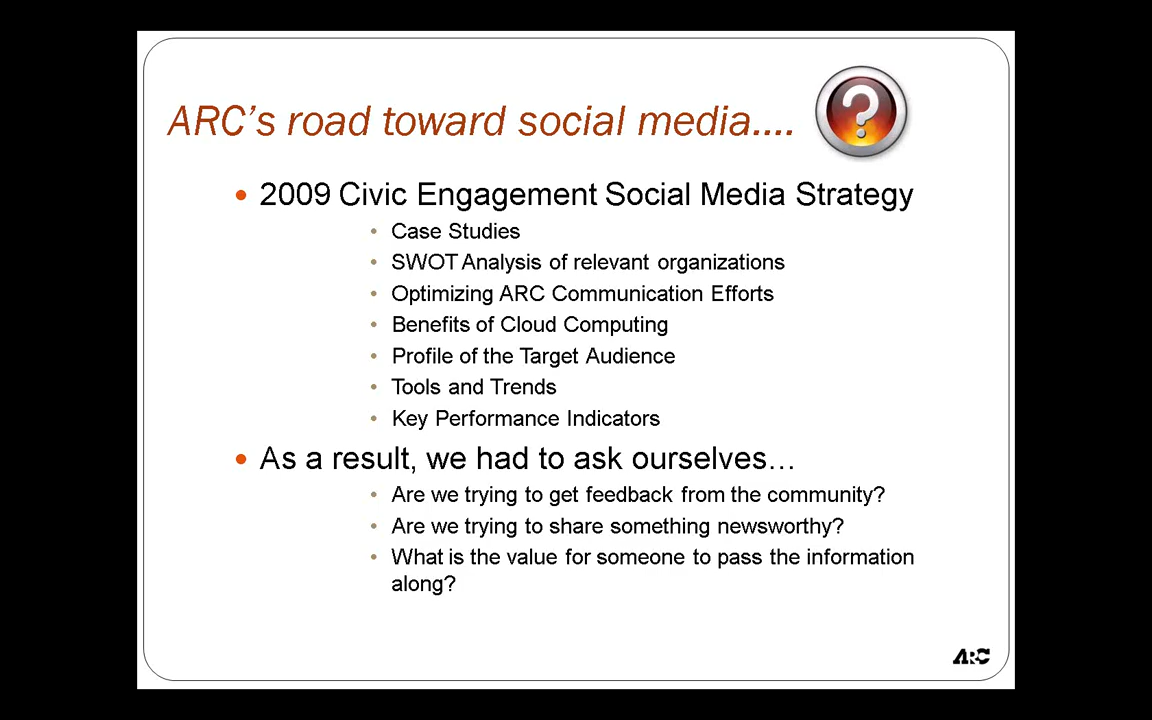 ARC's road toward social media....
?
• 2009 Civic Engagement Social Media Strategy
• Case Studies
• SWOT Analysis of relevant organizations
• Optimizing ARC Communication Efforts
• Benefits of Cloud Computing
• Profile of the Target Audience
• Tools and Trends
• Key Performance Indicators
• As a result, we had to ask ourselves…
• Are we trying to get feedback from the community?
• Are we trying to share something newsworthy?
• What is the value for someone to pass the information
along?
ARC